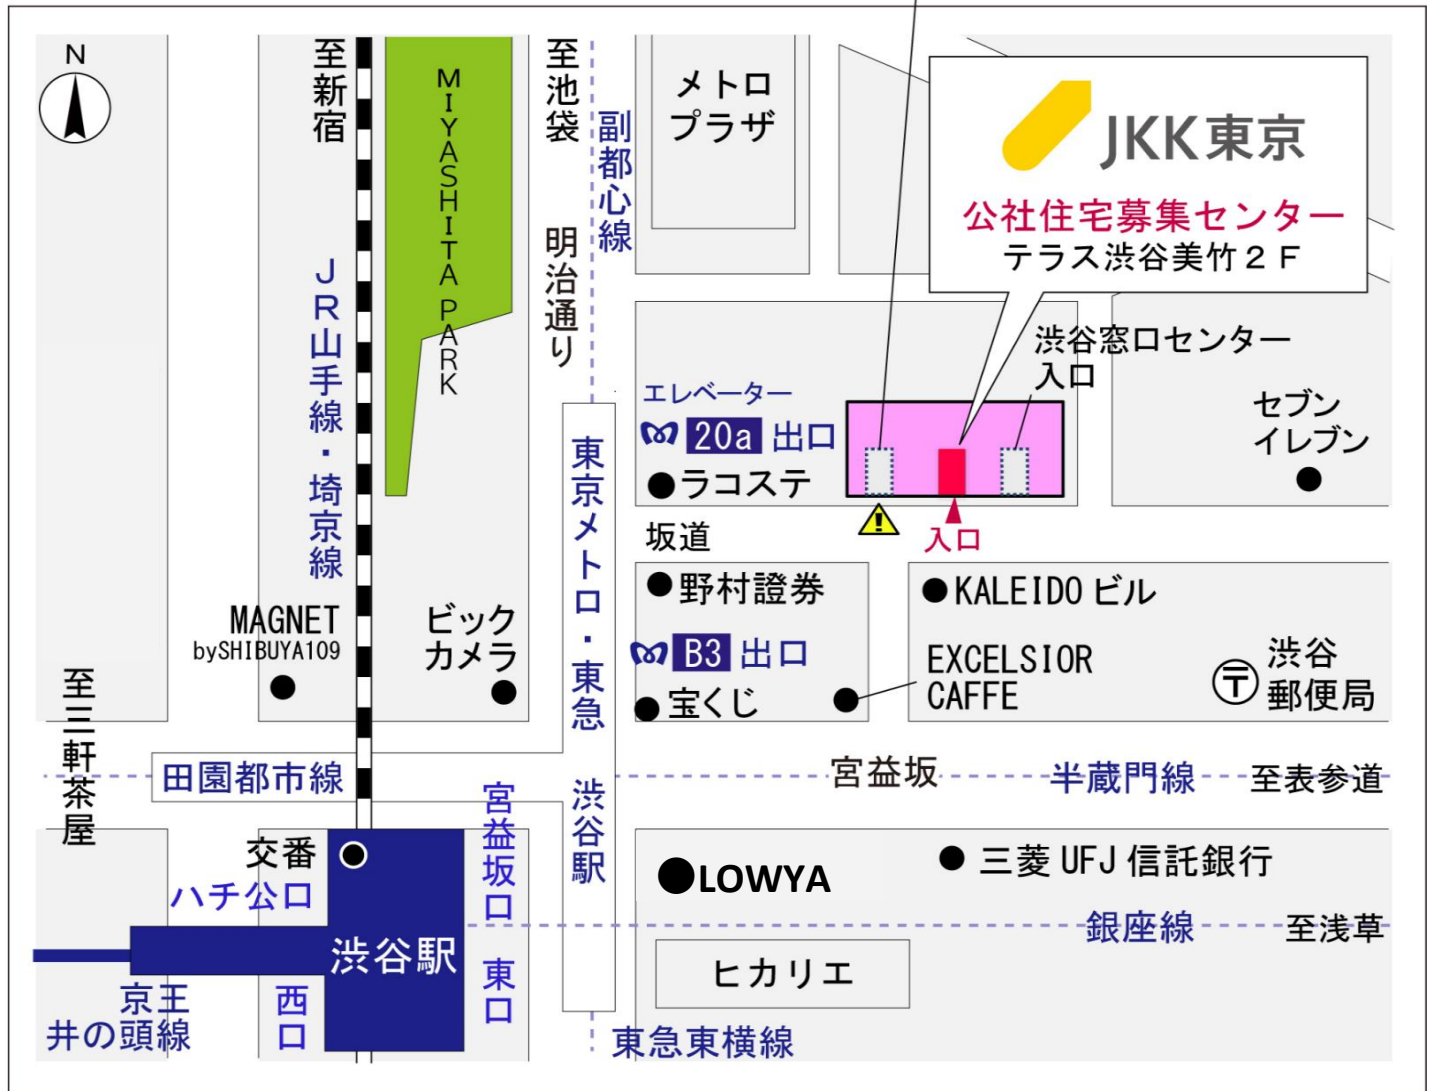 N
至新宿
MIYASHITA PARK
至池袋
副都心線
明治通り
メトロ
プラザ
JKK東京
公社住宅募集センター
テラス渋谷美竹2F
JR山手線・埼京線
渋谷窓口センター
入口
エレベーター
20a 出口
ラコステ
セブン
イレブン
坂道
入口
東京メトロ・東急 渋谷駅
野村證券
KALEIDO ビル
MAGNET
bySHIBUYA109
ビック
カメラ
B3 出口
宝くじ
EXCELSIOR
CAFFE
〒
渋谷
郵便局
至三軒茶屋
田園都市線
宮益坂
半蔵門線
至表参道
宮益坂口
交番
ハチ公口
LOWYA
三菱 UFJ 信託銀行
銀座線
至浅草
渋谷駅
東口
ヒカリエ
京王
井の頭線
西口
東急東横線